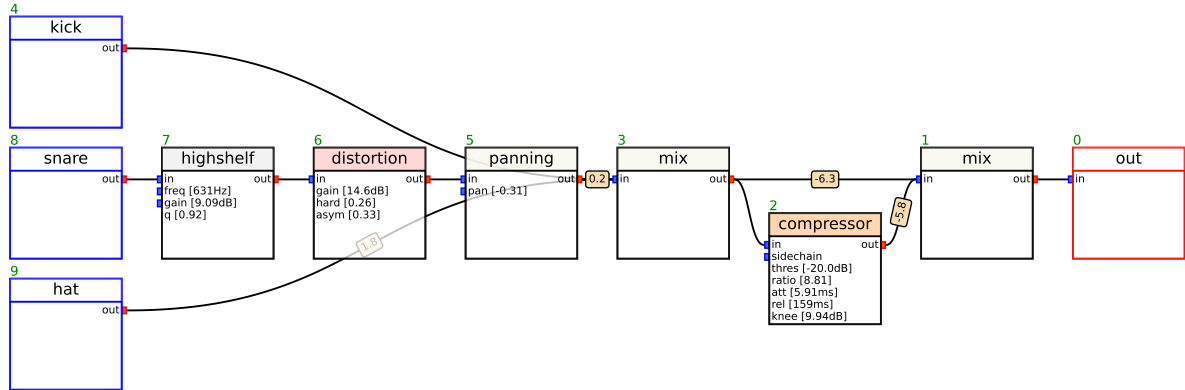 4
kick
out
8
snare
out
7
highshelf
in
out
freq [631Hz]
gain [9.09dB]
q [0.92]
6
distortion
in
out
gain [14.6dB]
hard [0.26]
asym [0.33]
5
panning
in
out
pan [-0.31]
0.2
3
mix
in
out
-6.3
1
mix
in
out
0
out
in
2
compressor
in
out
sidechain
thres [-20.0dB]
ratio [8.81]
att [5.91ms]
rel [159ms]
knee [9.94dB]
-5.8
1.8
9
hat
out